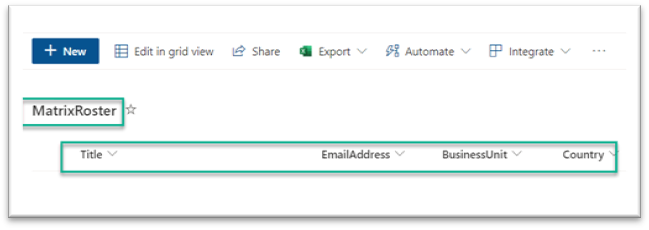 + New Edit in grid view Share Export Automate Integrate ...
MatrixRoster
Title EmailAddress BusinessUnit Country